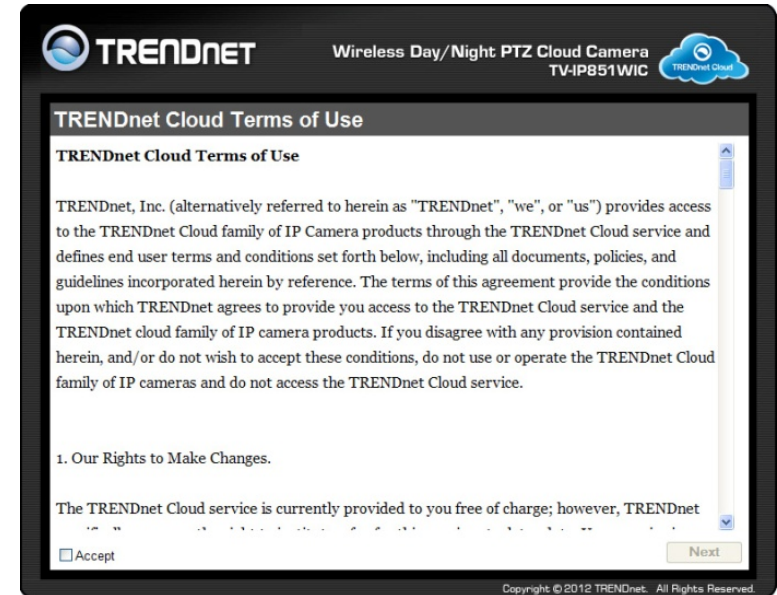 TRENDnet
Wireless Day/Night PTZ Cloud Camera
TV-IP851WIC
TRENDnet Cloud
TRENDnet Cloud Terms of Use
TRENDnet Cloud Terms of Use
TRENDnet, Inc. (alternatively referred to herein as "TRENDnet", "we", or "us") provides access
to the TRENDnet Cloud family of IP Camera products through the TRENDnet Cloud service and
defines end user terms and conditions set forth below, including all documents, policies, and
guidelines incorporated herein by reference. The terms of this agreement provide the conditions
upon which TRENDnet agrees to provide you access to the TRENDnet Cloud service and the
TRENDnet cloud family of IP camera products. If you disagree with any provision contained
herein, and/or do not wish to accept these conditions, do not use or operate the TRENDnet Cloud
family of IP cameras and do not access the TRENDnet Cloud service.
1. Our Rights to Make Changes.
The TRENDnet Cloud service is currently provided to you free of charge; however, TRENDnet
Accept
Next
Copyright © 2012 TRENDnet. All Rights Reserved.